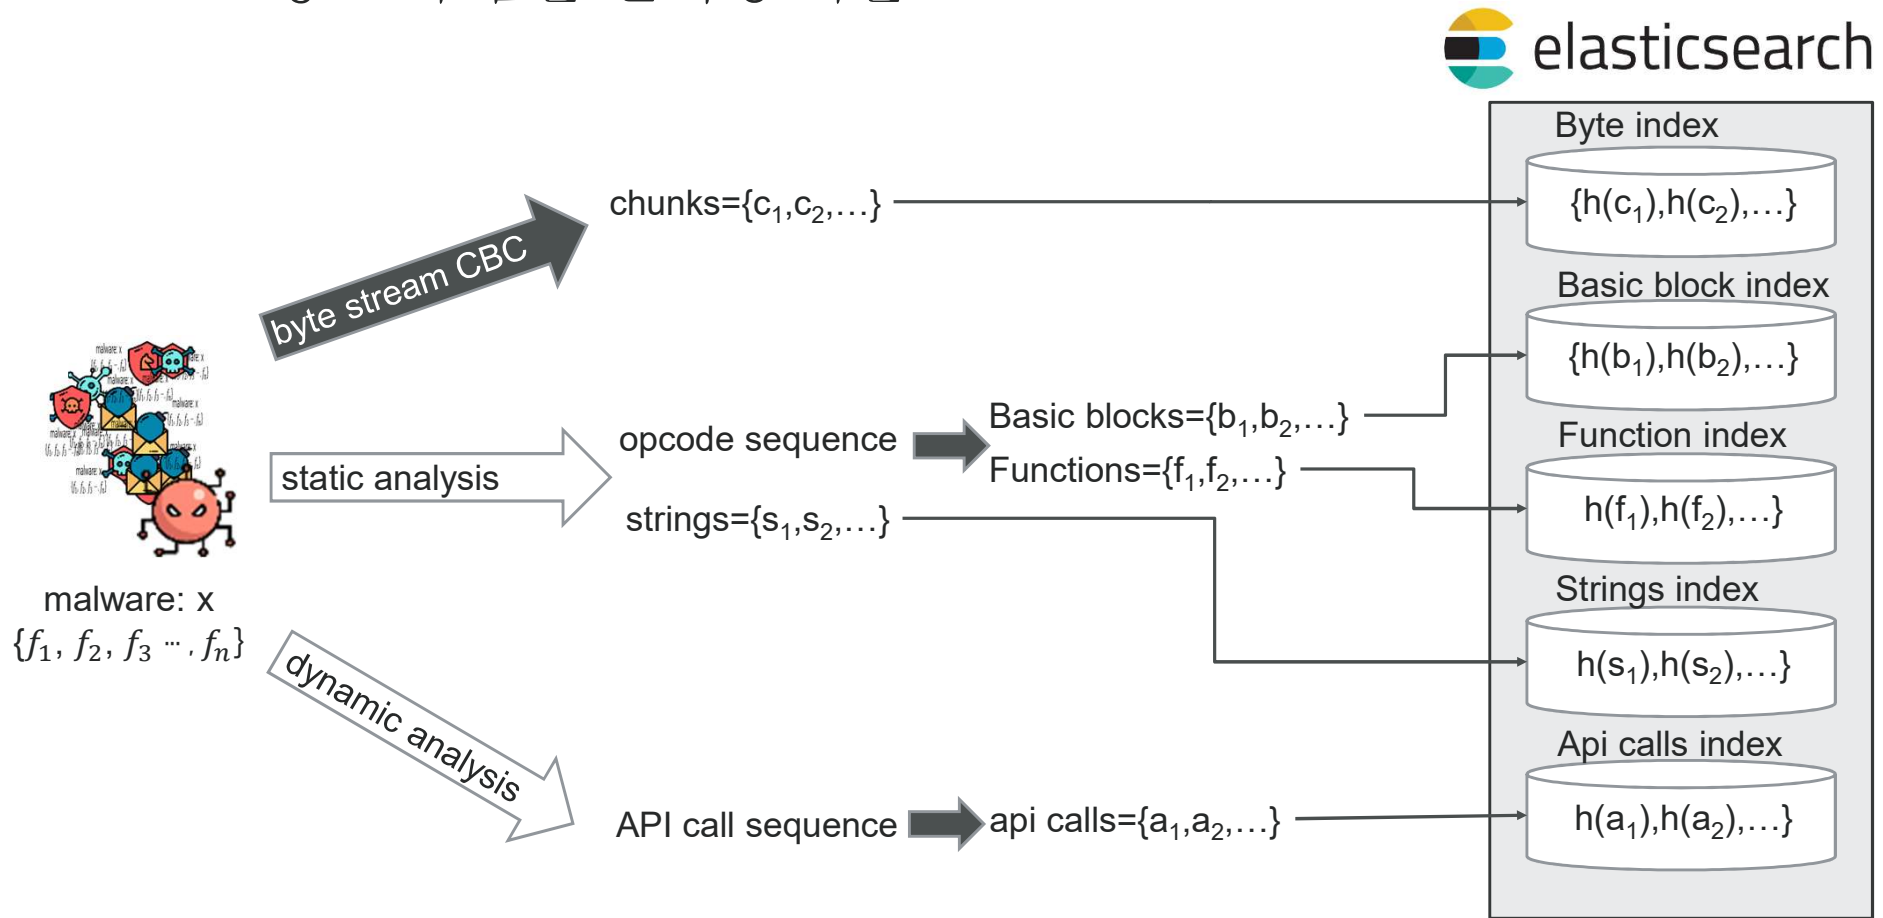 elasticsearch
Byte index
chunks={c₁,c₂,…}
{h(c₁),h(c₂),…}
byte stream CBC
Basic block index
{h(b₁),h(b₂),…}
Basic blocks={b₁,b₂,…}
opcode sequence
Functions={f₁,f₂,…}
Function index
h(f₁),h(f₂),…}
static analysis
strings={s₁,s₂,…}
Strings index
h(s₁),h(s₂),…}
malware: x
{f₁, f₂, f₃ ⋯ , fₙ}
dynamic analysis
Api calls index
API call sequence
api calls={a₁,a₂,…}
h(a₁),h(a₂),…}